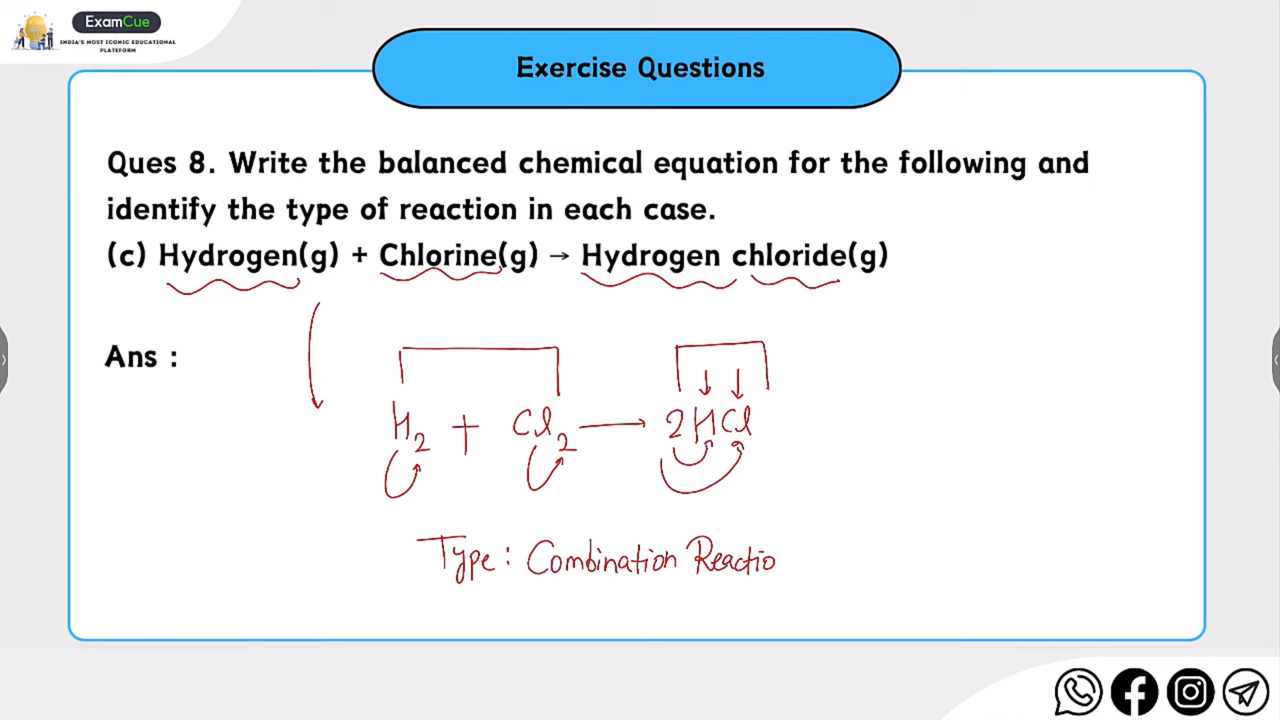 ExamCue
INDIA'S MOST ICONIC EDUCATIONAL
PLATEFORM
Exercise Questions
Ques 8. Write the balanced chemical equation for the following and
identify the type of reaction in each case.
(c) Hydrogen(g) + Chlorine(g) → Hydrogen chloride(g)
Ans :
H₂ + Cl₂ → 2HCl
Type : Combination Reactio